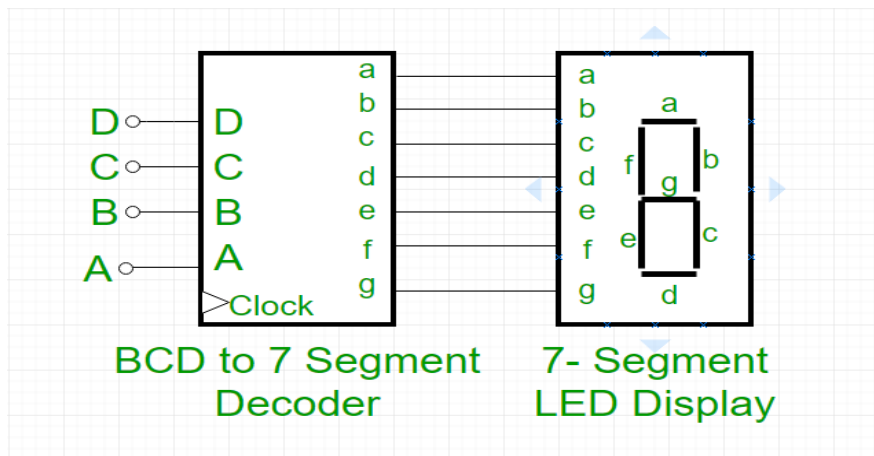 D
C
B
A
D
C
B
A
Clock
a
b
c
d
e
f
g
a
b
c
d
e
f
g
a
b
c
d
e
f
g
BCD to 7 Segment
Decoder
7- Segment
LED Display